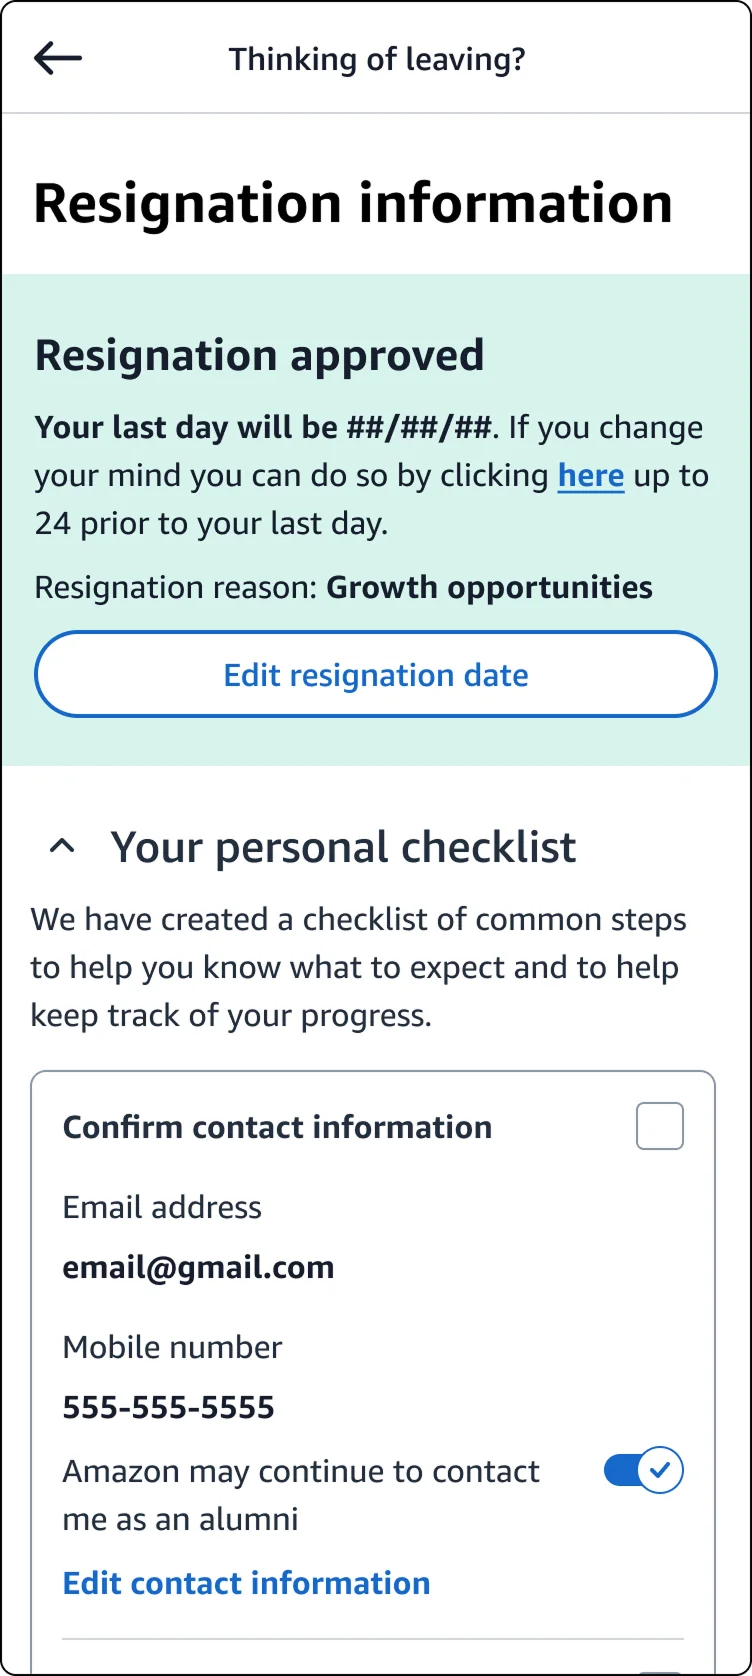 Thinking of leaving?
Resignation information
Resignation approved
Your last day will be ##/##/##. If you change
your mind you can do so by clicking here up to
24 prior to your last day.
Resignation reason: Growth opportunities
Edit resignation date
Your personal checklist
We have created a checklist of common steps
to help you know what to expect and to help
keep track of your progress.
Confirm contact information
Email address
email@gmail.com
Mobile number
555-555-5555
Amazon may continue to contact
me as an alumni
Edit contact information